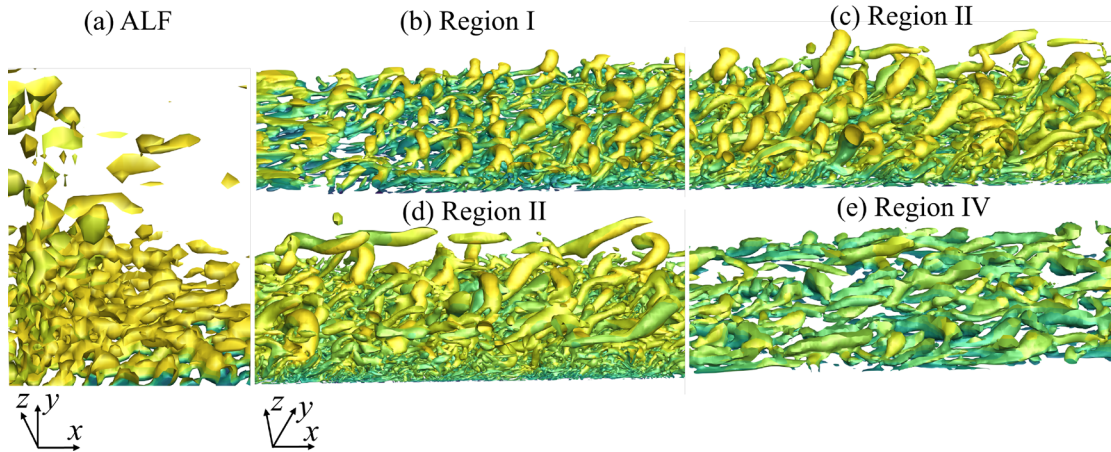 (a) ALF
(b) Region I
(c) Region II
(d) Region II
(e) Region IV
z y
x
z y
x